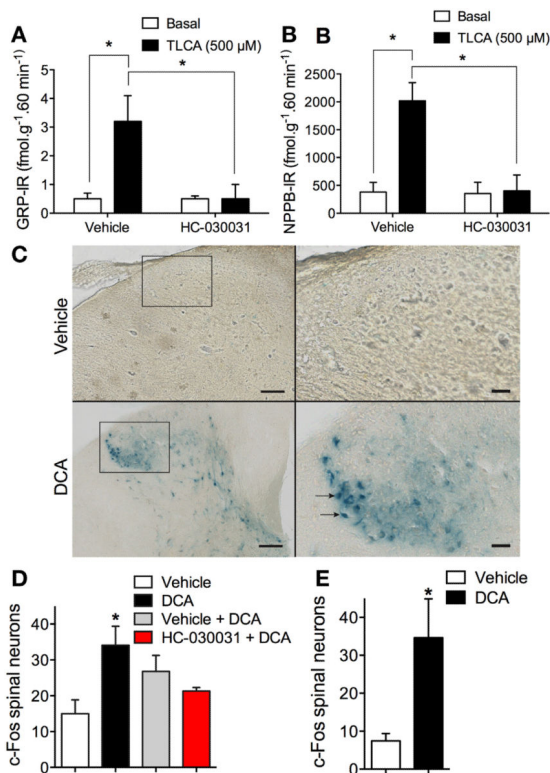 A
Basal
TLCA (500 µM)
*
*
GRP-IR (fmol.g⁻¹.60 min⁻¹)
5
4
3
2
1
0
Vehicle
HC-030031
B
B
Basal
TLCA (500 µM)
*
*
NPPB-IR (fmol.g⁻¹.60 min⁻¹)
2500
2000
1500
1000
500
0
Vehicle
HC-030031
C
Vehicle
DCA
D
Vehicle
DCA
Vehicle + DCA
HC-030031 + DCA
*
c-Fos spinal neurons
40
30
20
10
E
Vehicle
DCA
*
c-Fos spinal neurons
40
30
20
10